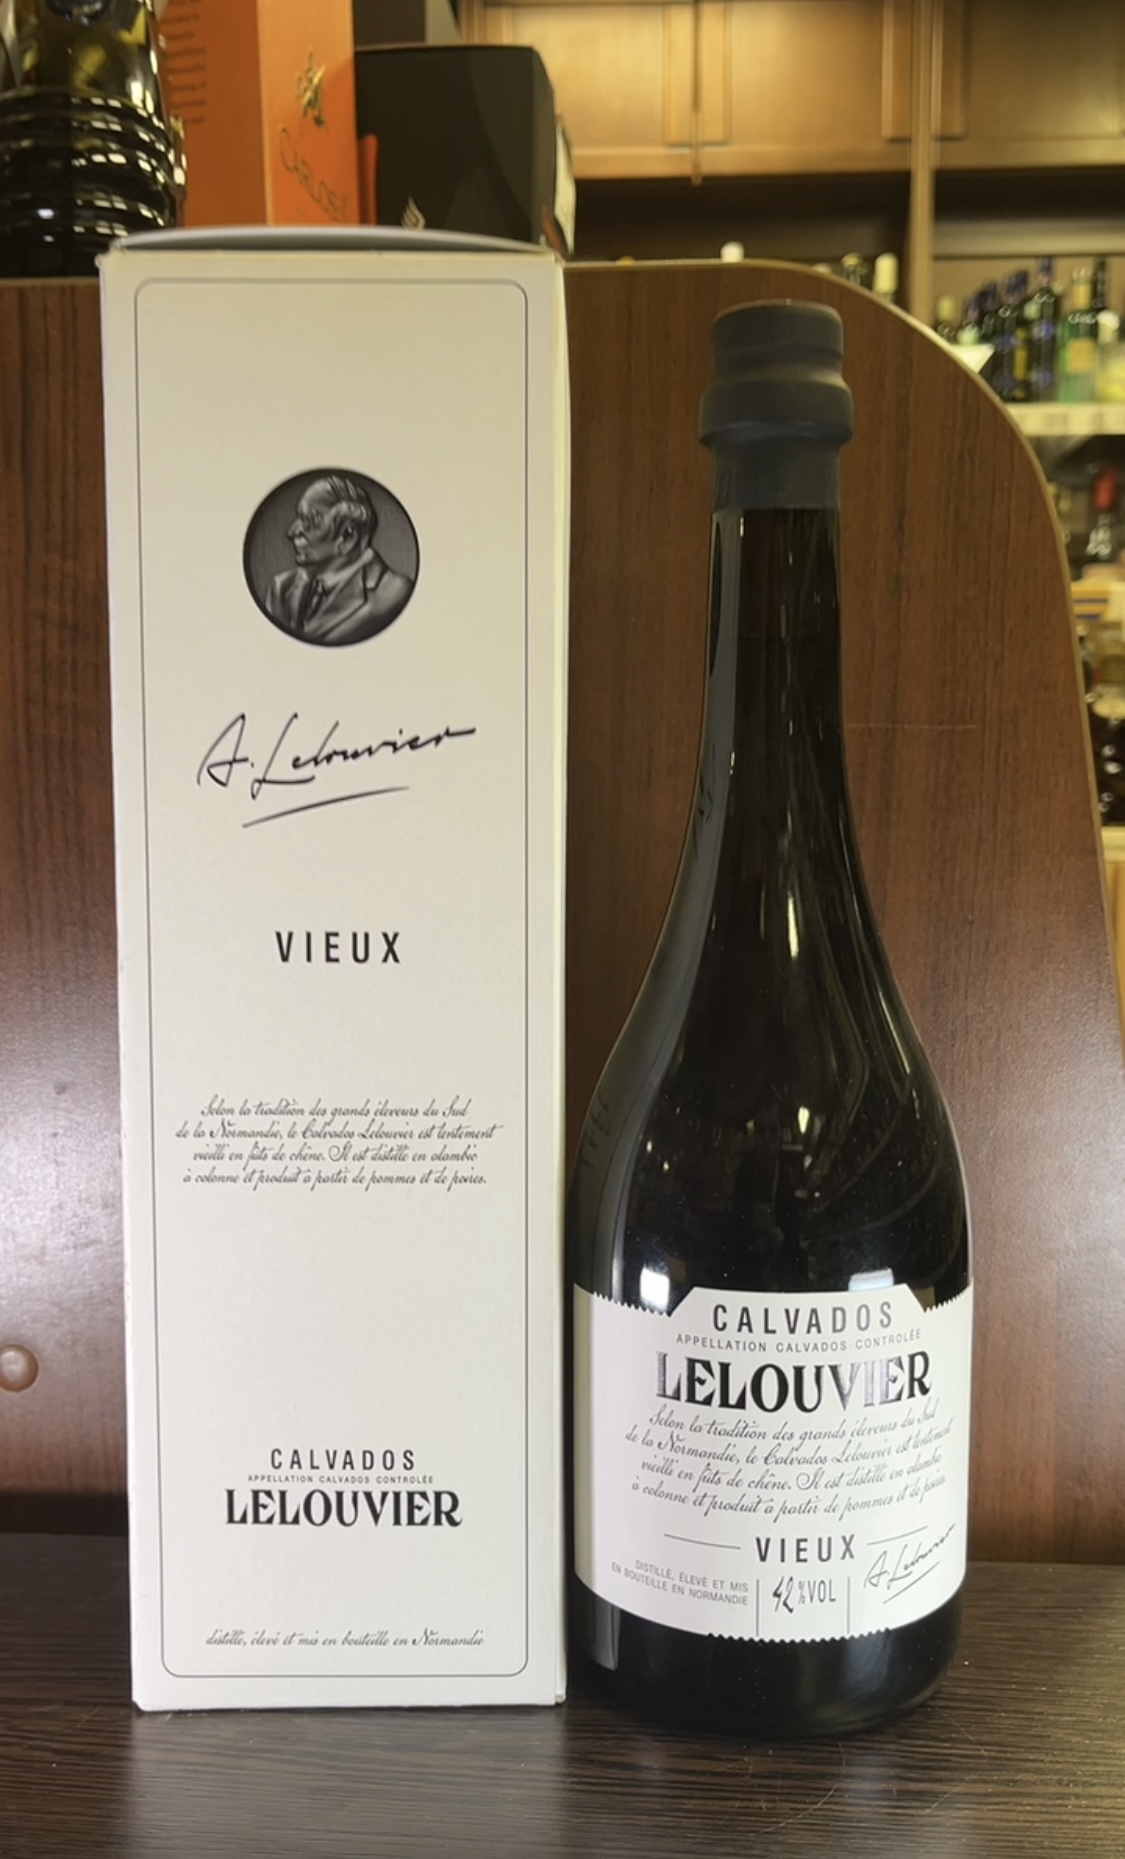 CARLOS I
A. Lelouvier
VIEUX
Selon la tradition des grands éleveurs du Sud
de la Normandie, le Calvados Lelouvier est lentement
vieilli en fûts de chêne. Il est distillé en alambic
à colonne et produit à partir de pommes et de poires.
CALVADOS
APPELLATION CALVADOS CONTROLÉE
LELOUVIER
distillé, élevé et mis en bouteille en Normandie
CALVADOS
APPELLATION CALVADOS CONTROLÉE
LELOUVIER
Selon la tradition des grands éleveurs du Sud
de la Normandie, le Calvados Lelouvier est lentement
vieilli en fûts de chêne. Il est distillé en alambic
à colonne et produit à partir de pommes et de poires
VIEUX
DISTILLÉ, ÉLEVÉ ET MIS
EN BOUTEILLE EN NORMANDIE
42 %VOL
A. Lelouvier